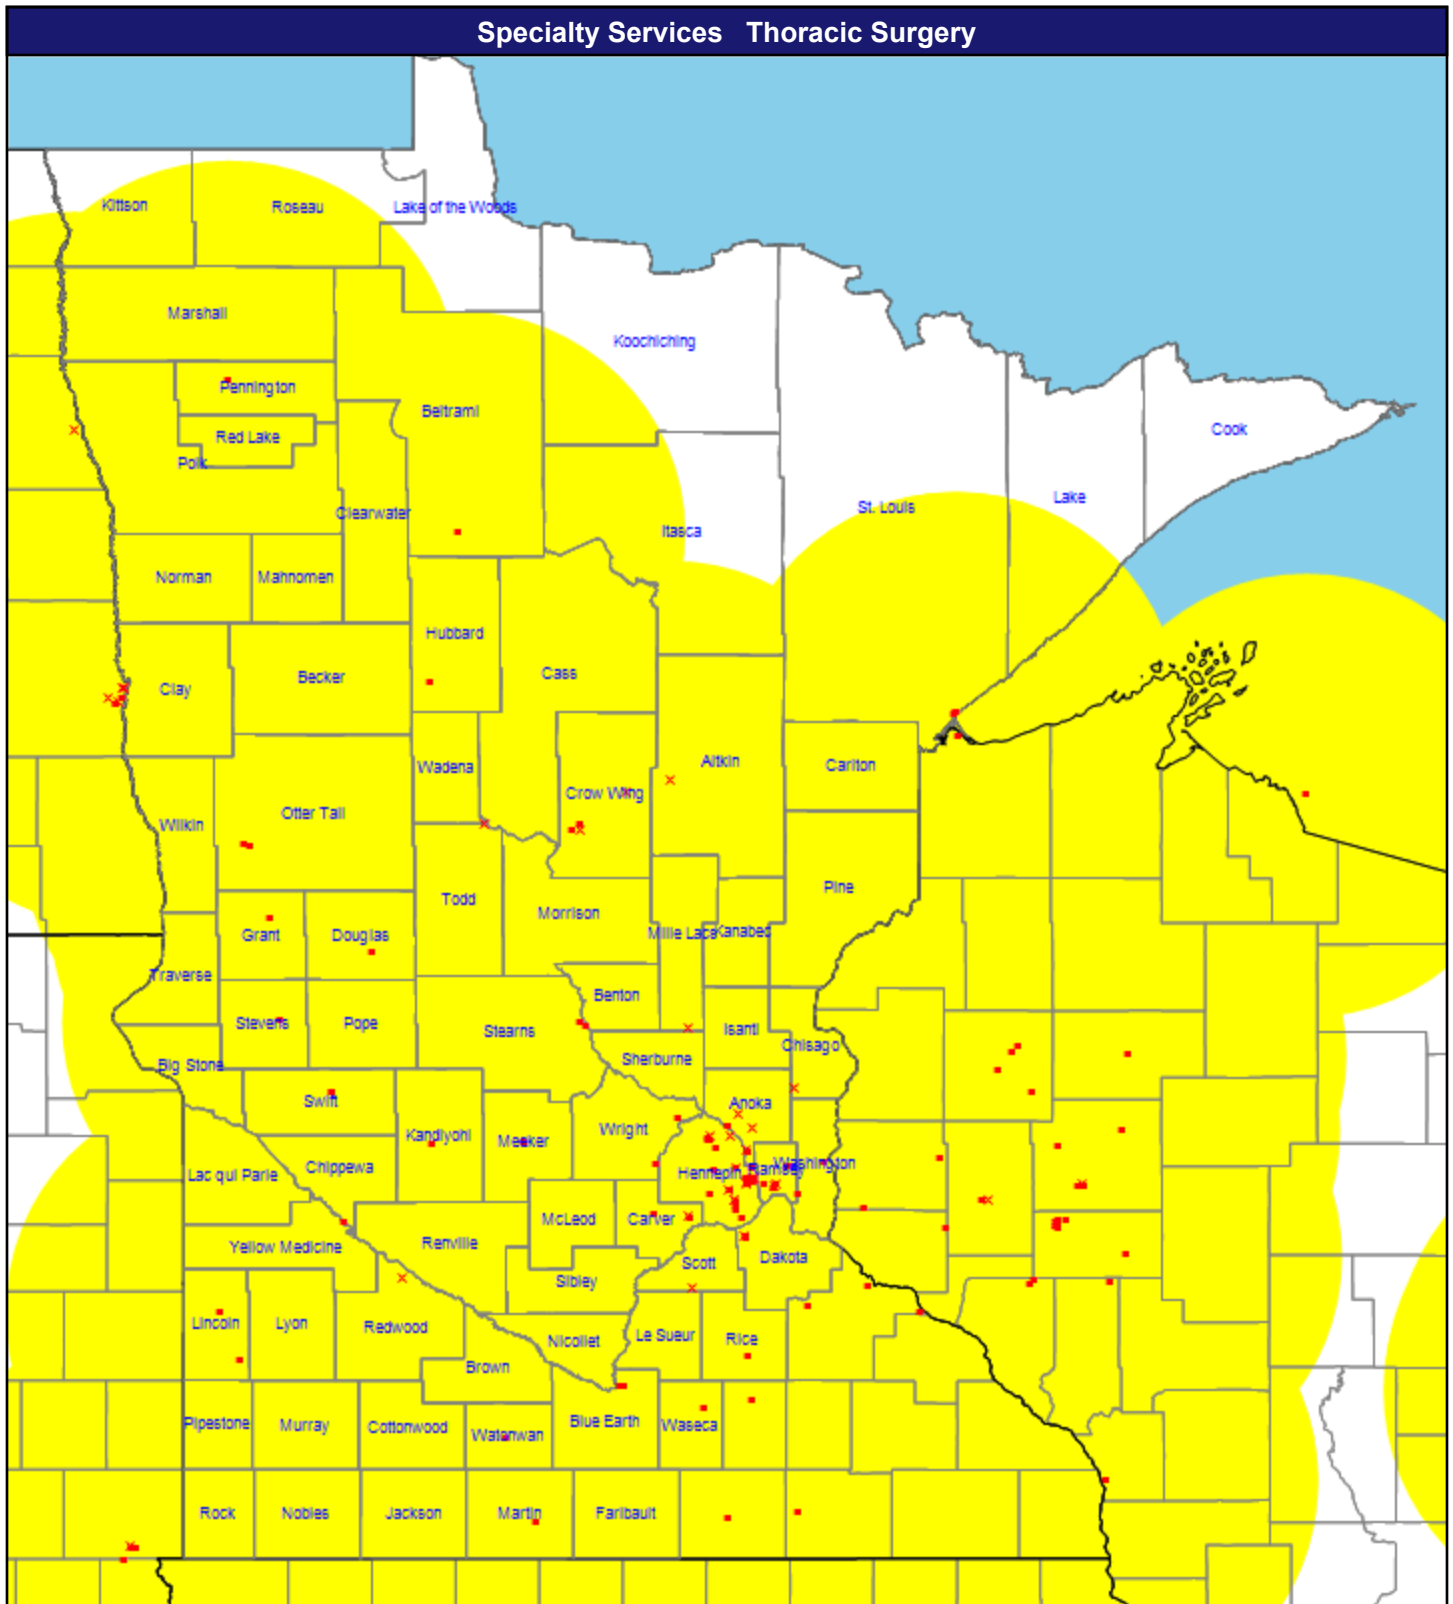 Specialty Services Thoracic Surgery
Kittson
Roseau
Lake of the Woods
Marshall
Koochiching
Pennington
Beltrami
Red Lake
Polk
Cook
Lake
St. Louis
Clearwater
Itasca
Norman
Mahnomen
Hubbard
Cass
Becker
Clay
Wadena
Aitkin
Carlton
Crow Wing
Otter Tail
Wilkin
Pine
Todd
Morrison
Grant
Douglas
Mille Lacs
Kanabec
Traverse
Benton
Stevens
Pope
Stearns
Isanti
Chisago
Sherburne
Big Stone
Swift
Anoka
Wright
Kandiyohi
Meeker
Chippewa
Lac qui Parle
Hennepin
Ramsey
Washington
McLeod
Carver
Renville
Yellow Medicine
Scott
Dakota
Sibley
Lincoln
Lyon
Redwood
Nicollet
Le Sueur
Rice
Brown
Pipestone
Murray
Cottonwood
Watonwan
Blue Earth
Waseca
Rock
Nobles
Jackson
Martin
Faribault